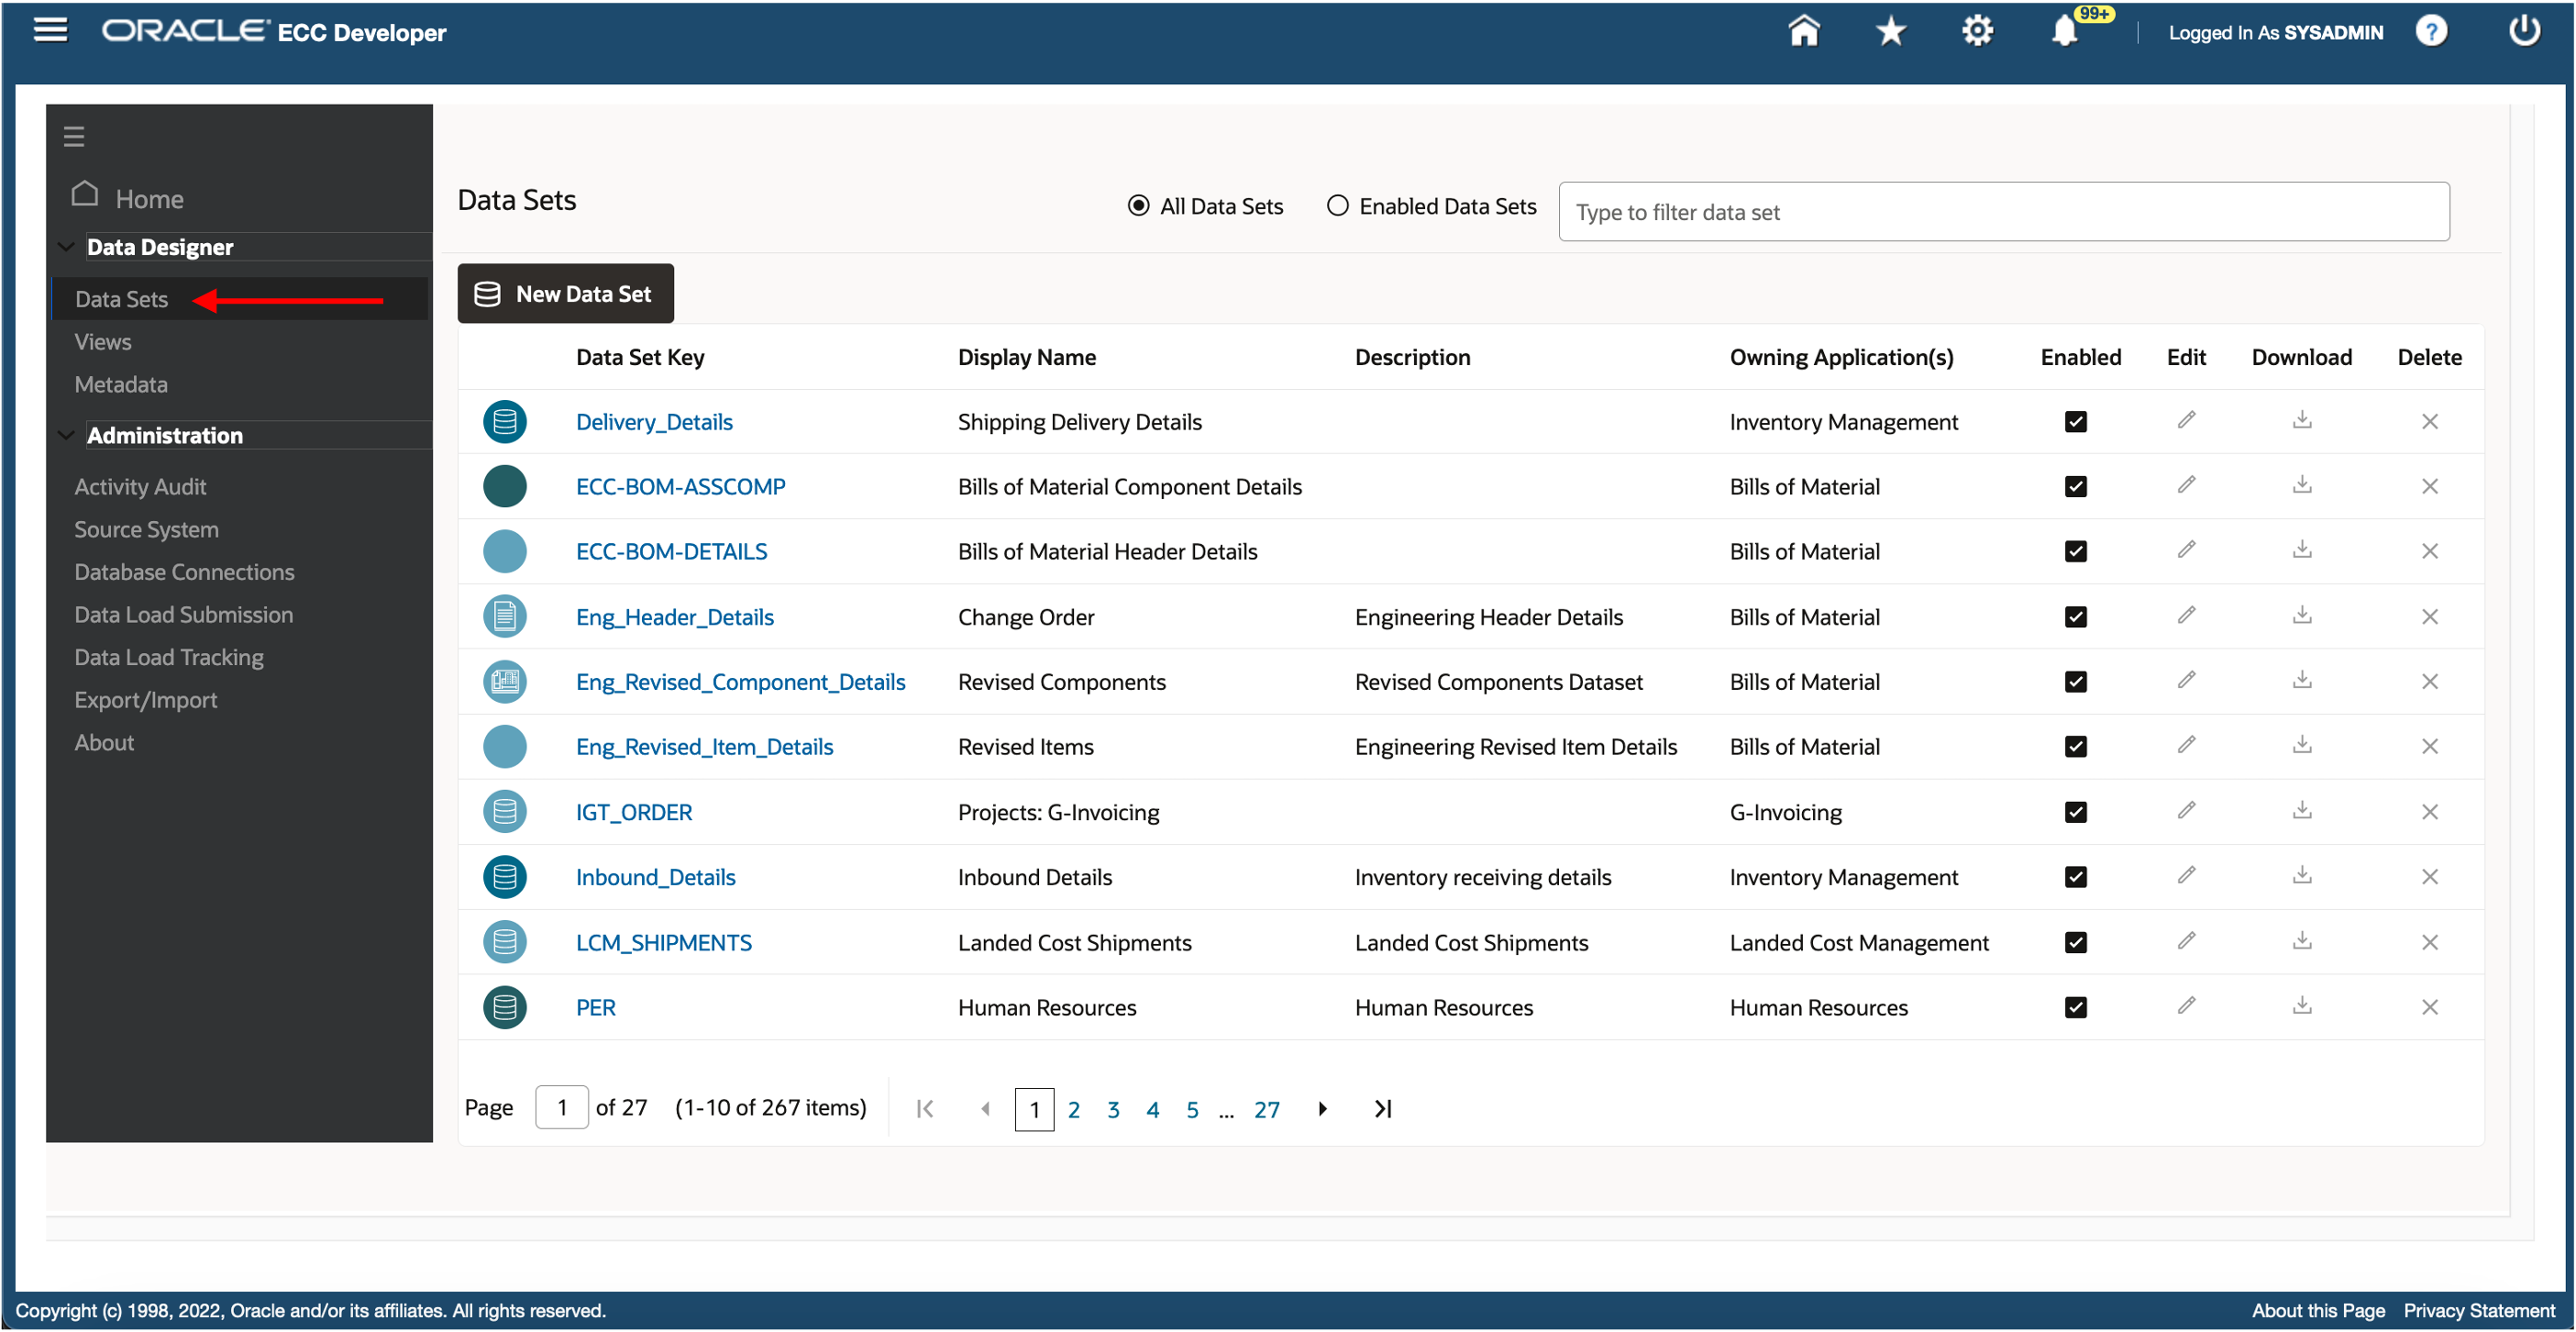 ORACLE ECC Developer
99+
Logged In As SYSADMIN
?
Home
Data Designer
Data Sets
Views
Metadata
Administration
Activity Audit
Source System
Database Connections
Data Load Submission
Data Load Tracking
Export/Import
About
Data Sets
All Data Sets
Enabled Data Sets
Type to filter data set
New Data Set
Data Set Key Display Name Description Owning Application(s) Enabled Edit Download Delete
Delivery_Details Shipping Delivery Details Inventory Management
ECC-BOM-ASSCOMP Bills of Material Component Details Bills of Material
ECC-BOM-DETAILS Bills of Material Header Details Bills of Material
Eng_Header_Details Change Order Engineering Header Details Bills of Material
Eng_Revised_Component_Details Revised Components Revised Components Dataset Bills of Material
Eng_Revised_Item_Details Revised Items Engineering Revised Item Details Bills of Material
IGT_ORDER Projects: G-Invoicing G-Invoicing
Inbound_Details Inbound Details Inventory receiving details Inventory Management
LCM_SHIPMENTS Landed Cost Shipments Landed Cost Shipments Landed Cost Management
PER Human Resources Human Resources Human Resources
Page 1 of 27 (1-10 of 267 items) 1 2 3 4 5 ... 27
Copyright (c) 1998, 2022, Oracle and/or its affiliates. All rights reserved.
About this Page Privacy Statement